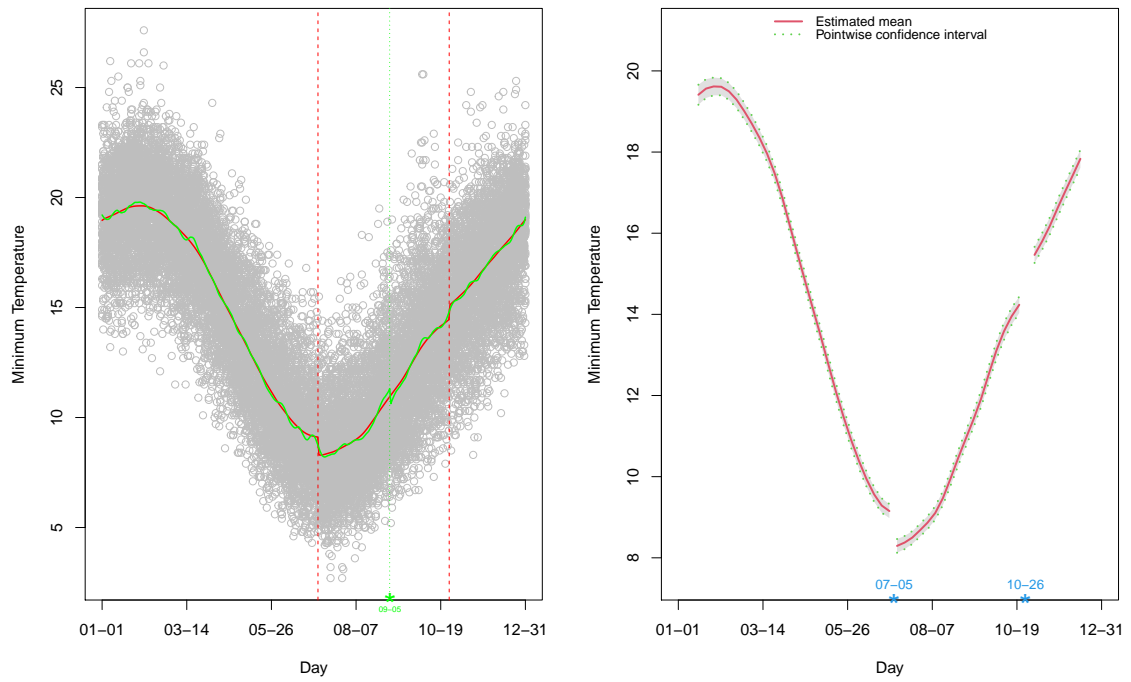 Minimum Temperature
25
20
15
10
5
09–05
01–01 03–14 05–26 08–07 10–19 12–31
Day
Estimated mean
Pointwise confidence interval
Minimum Temperature
20
18
16
14
12
10
8
07–05 10–26
01–01 03–14 05–26 08–07 10–19 12–31
Day